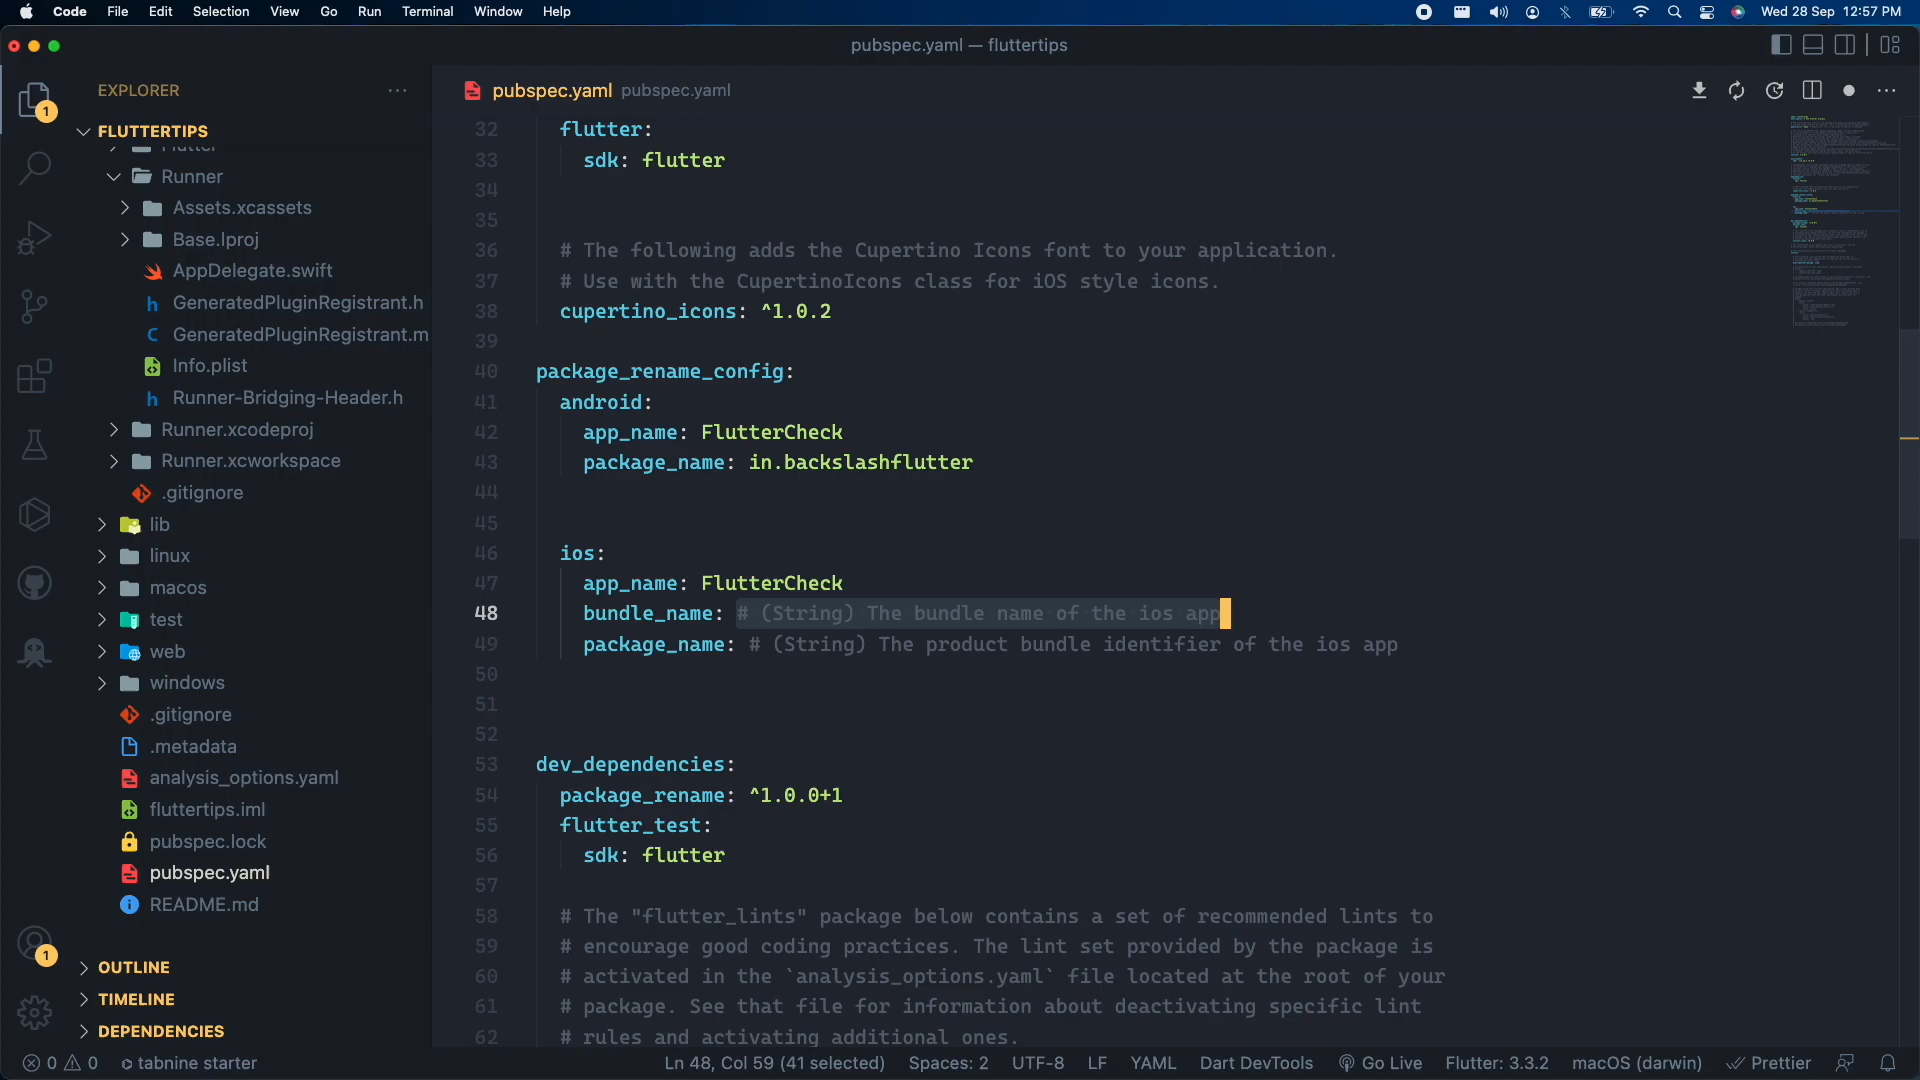 Code File Edit Selection View Go Run Terminal Window Help Wed 28 Sep 12:57 PM
pubspec.yaml — fluttertips
EXPLORER
FLUTTERTIPS
Flutter
Runner
Assets.xcassets
Base.lproj
AppDelegate.swift
h GeneratedPluginRegistrant.h
C GeneratedPluginRegistrant.m
Info.plist
h Runner-Bridging-Header.h
Runner.xcodeproj
Runner.xcworkspace
.gitignore
lib
linux
macos
test
web
windows
.gitignore
.metadata
analysis_options.yaml
fluttertips.iml
pubspec.lock
pubspec.yaml
README.md
OUTLINE
TIMELINE
DEPENDENCIES
1
1
pubspec.yaml pubspec.yaml
32 flutter:
33 sdk: flutter
34
35
36 # The following adds the Cupertino Icons font to your application.
37 # Use with the CupertinoIcons class for iOS style icons.
38 cupertino_icons: ^1.0.2
39
40 package_rename_config:
41 android:
42 app_name: FlutterCheck
43 package_name: in.backslashflutter
44
45
46 ios:
47 app_name: FlutterCheck
48 bundle_name: # (String) The bundle name of the ios app
49 package_name: # (String) The product bundle identifier of the ios app
50
51
52
53 dev_dependencies:
54 package_rename: ^1.0.0+1
55 flutter_test:
56 sdk: flutter
57
58 # The "flutter_lints" package below contains a set of recommended lints to
59 # encourage good coding practices. The lint set provided by the package is
60 # activated in the `analysis_options.yaml` file located at the root of your
61 # package. See that file for information about deactivating specific lint
62 # rules and activating additional ones.
0 0 tabnine starter Ln 48, Col 59 (41 selected) Spaces: 2 UTF-8 LF YAML Dart DevTools Go Live Flutter: 3.3.2 macOS (darwin) Prettier